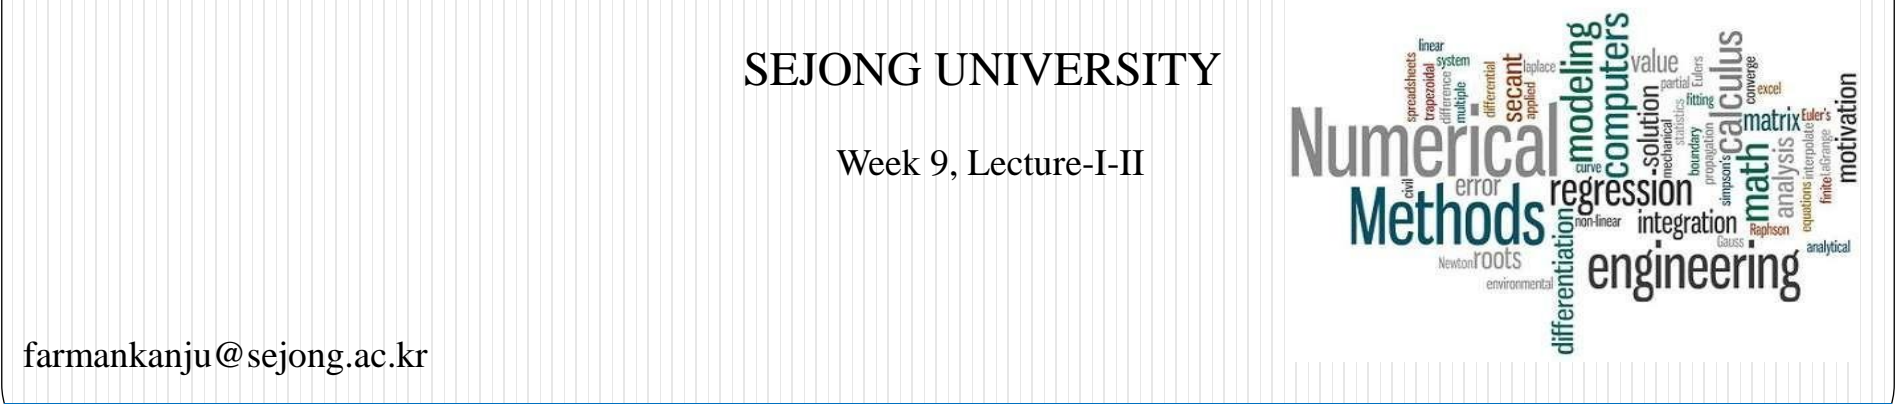 SEJONG UNIVERSITY
Week 9, Lecture-I-II
farmankanju@sejong.ac.kr
linear
system
spreadsheets
trapezoidal
difference
multiple
differential
secant
applied
laplace
modeling
computers
value
partial
Eulers
fitting
calculus
converge
excel
Numerical
curve
solution
mechanical
statistics
boundary
propagation
simpson's
matrix
Euler's
math
analysis
equations
interpolate
finite
LaGrange
motivation
civil
error
regression
Methods
non-linear
integration
Gauss
Raphson
analytical
Newton
roots
environmental
differentiation
engineering